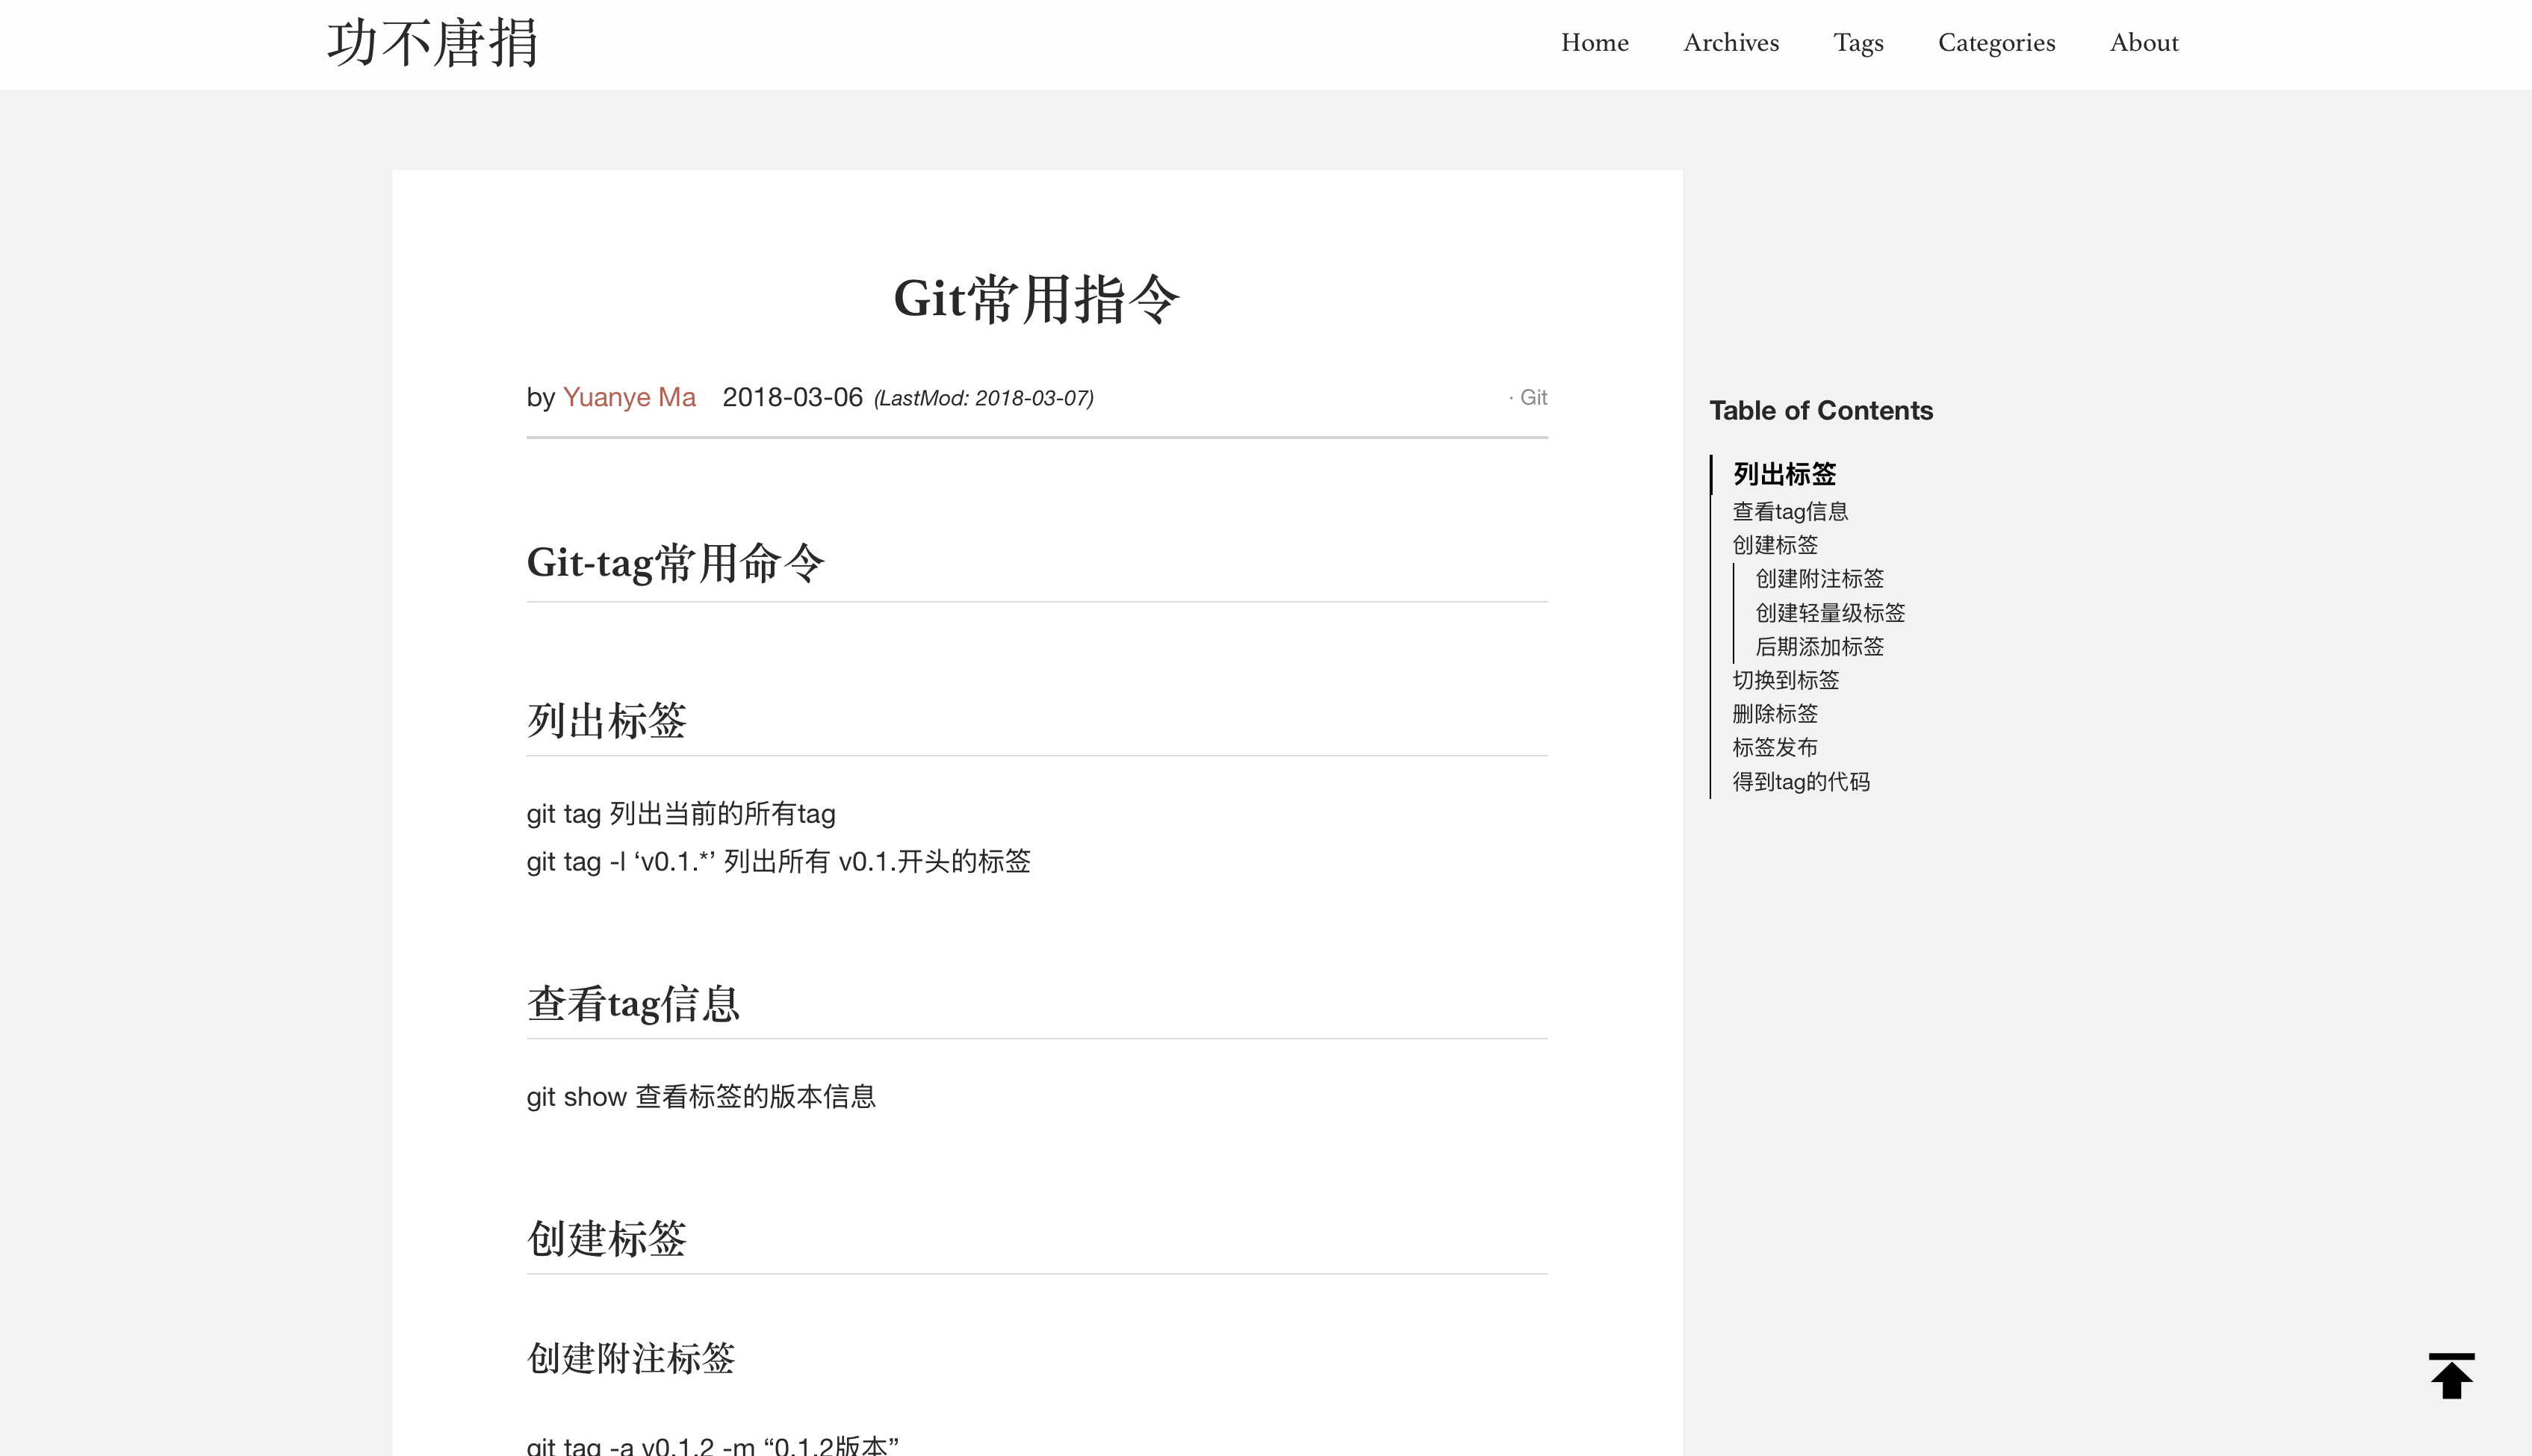 功不唐捐
Home Archives Tags Categories About
Git常用指令
by Yuanye Ma 2018-03-06 (LastMod: 2018-03-07) · Git
Git-tag常用命令
列出标签
git tag 列出当前的所有tag
git tag -l ‘v0.1.*’ 列出所有 v0.1.开头的标签
查看tag信息
git show 查看标签的版本信息
创建标签
创建附注标签
git tag -a v0.1.2 -m “0.1.2版本”
Table of Contents
列出标签
查看tag信息
创建标签
创建附注标签
创建轻量级标签
后期添加标签
切换到标签
删除标签
标签发布
得到tag的代码